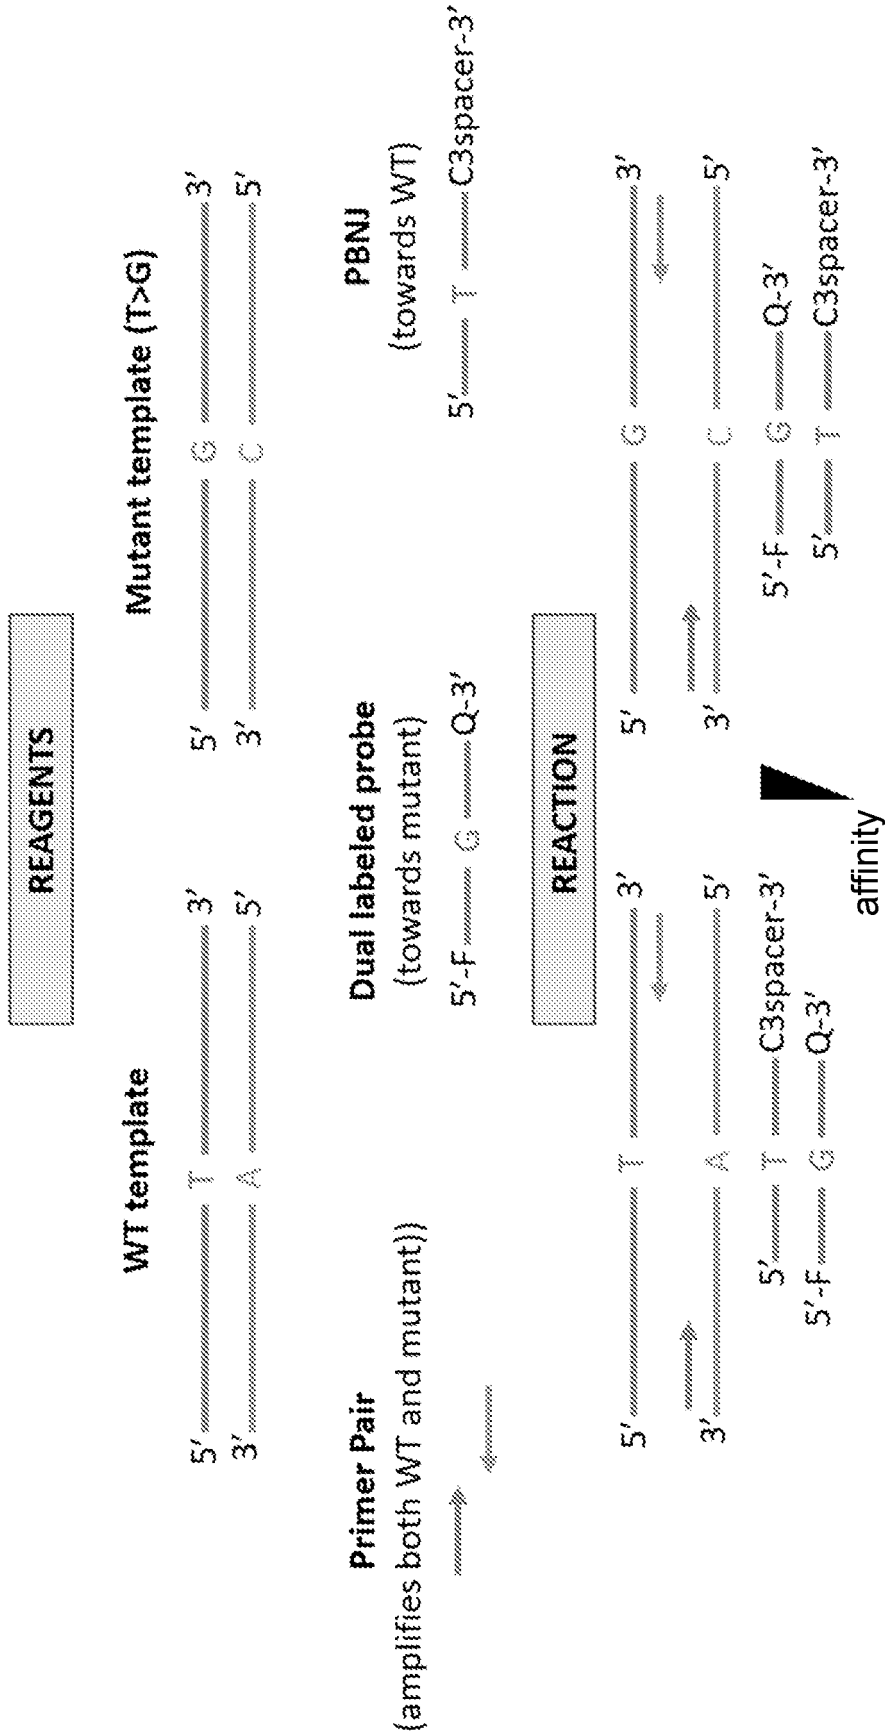 REAGENTS
WT template
Mutant template (T>G)
5' T 3'
3' A 5'
5' G 3'
3' C 5'
Primer Pair
(amplifies both WT and mutant))
Dual labeled probe
(towards mutant)
5'-F G Q-3'
PBNJ
(towards WT)
5' T C3spacer-3'
REACTION
5' T 3'
3' A 5'
5' T C3spacer-3'
5'-F G Q-3'
affinity
5' G 3'
3' C 5'
5'-F G Q-3'
5' T C3spacer-3'